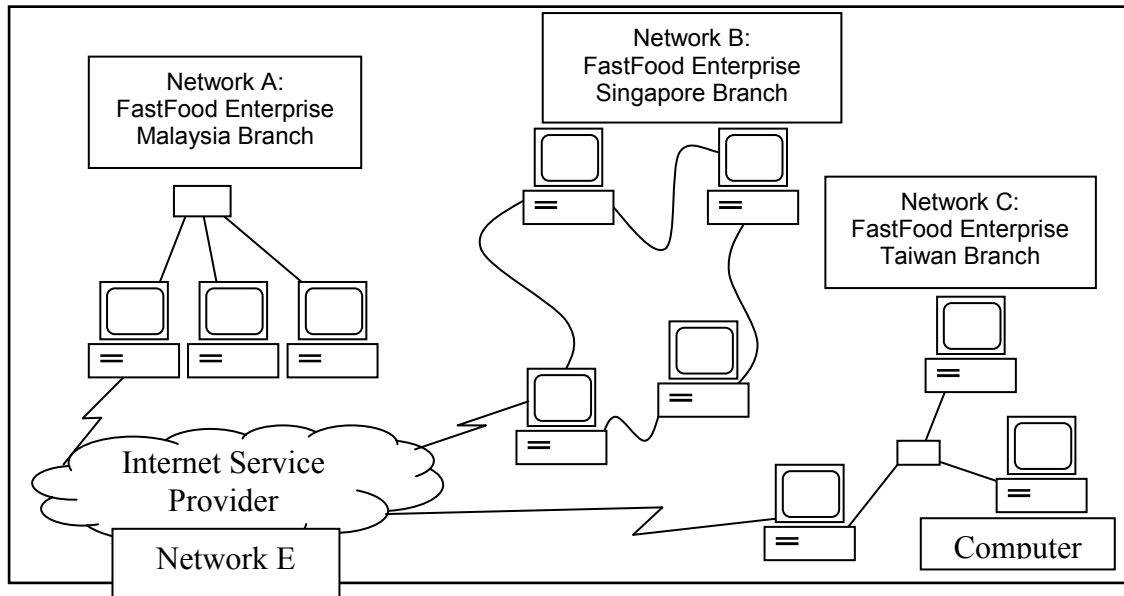 Network A:
FastFood Enterprise
Malaysia Branch
Network B:
FastFood Enterprise
Singapore Branch
Network C:
FastFood Enterprise
Taiwan Branch
Internet Service
Provider
Network E
Computer